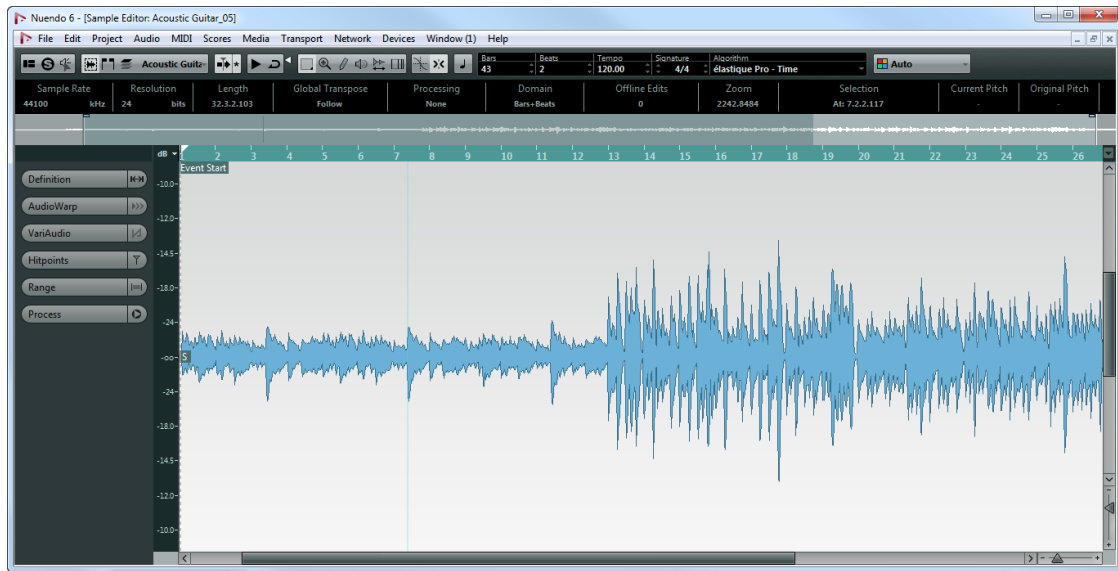 Nuendo 6 - [Sample Editor: Acoustic Guitar_05]
File Edit Project Audio MIDI Scores Media Transport Network Devices Window (1) Help
Acoustic Guita
Bars Beats Tempo Signature Algorithm
43 2 120.00 4/4 élastique Pro - Time
Auto
Sample Rate Resolution Length Global Transpose Processing Domain Offline Edits Zoom Selection Current Pitch Original Pitch
44100 kHz 24 bits 32.3.2.103 Follow None Bars+Beats 0 2242.8484 At: 7.2.2.117 - -
dB 1 2 3 4 5 6 7 8 9 10 11 12 13 14 15 16 17 18 19 20 21 22 23 24 25 26
Event Start
Definition
-10.0
AudioWarp
-12.0
VariAudio
-14.5
Hitpoints
Range
-18.0
Process
-24
-oo
S
-24
-18.0
-14.5
-12.0
-10.0